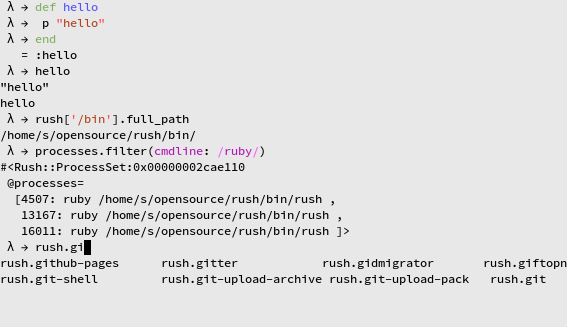 λ → def hello
λ →  p "hello"
λ → end
  = :hello
λ → hello
"hello"
hello
λ → rush['/bin'].full_path
/home/s/opensource/rush/bin/
λ → processes.filter(cmdline: /ruby/)
#<Rush::ProcessSet:0x00000002cae110
 @processes=
  [4507: ruby /home/s/opensource/rush/bin/rush ,
   13167: ruby /home/s/opensource/rush/bin/rush ,
   16011: ruby /home/s/opensource/rush/bin/rush ]>
λ → rush.gi
rush.github-pages rush.gitter rush.gidmigrator rush.giftopn
rush.git-shell rush.git-upload-archive rush.git-upload-pack rush.git